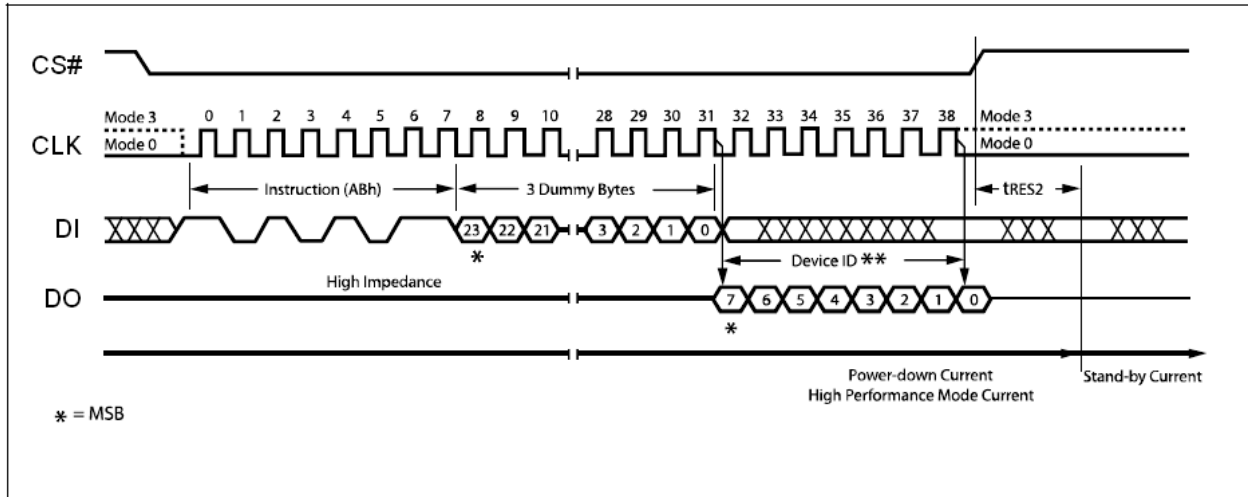 CS#
Mode 3 0 1 2 3 4 5 6 7 8 9 10 28 29 30 31 32 33 34 35 36 37 38 Mode 3
CLK Mode 0 Mode 0
Instruction (ABh) 3 Dummy Bytes tRES2
DI 23 22 21 3 2 1 0
* Device ID **
High Impedance
DO 7 6 5 4 3 2 1 0
*
Power-down Current Stand-by Current
High Performance Mode Current
* = MSB